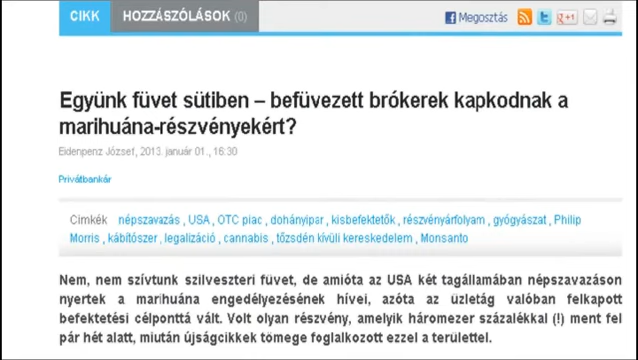 CIKK HOZZÁSZÓLÁSOK (0) Megosztás g+1
Együnk füvet sütiben – befüvezett brókerek kapkodnak a
marihuána-részvényekért?
Eidenpenz József, 2013. január 01., 16:30
Privátbankár
Cimkék népszavazás , USA , OTC piac , dohányipar , kisbefektetők , részvényárfolyam , gyógyászat , Philip
Morris , kábítószer , legalizáció , cannabis , tőzsdén kívüli kereskedelem , Monsanto
Nem, nem szívtunk szilveszteri füvet, de amióta az USA két tagállamában népszavazáson
nyertek a marihuána engedélyezésének hívei, azóta az üzletág valóban felkapott
befektetési célponttá vált. Volt olyan részvény, amelyik háromezer százalékkal (!) ment fel
pár hét alatt, miután újságcikkek tömege foglalkozott ezzel a területtel.